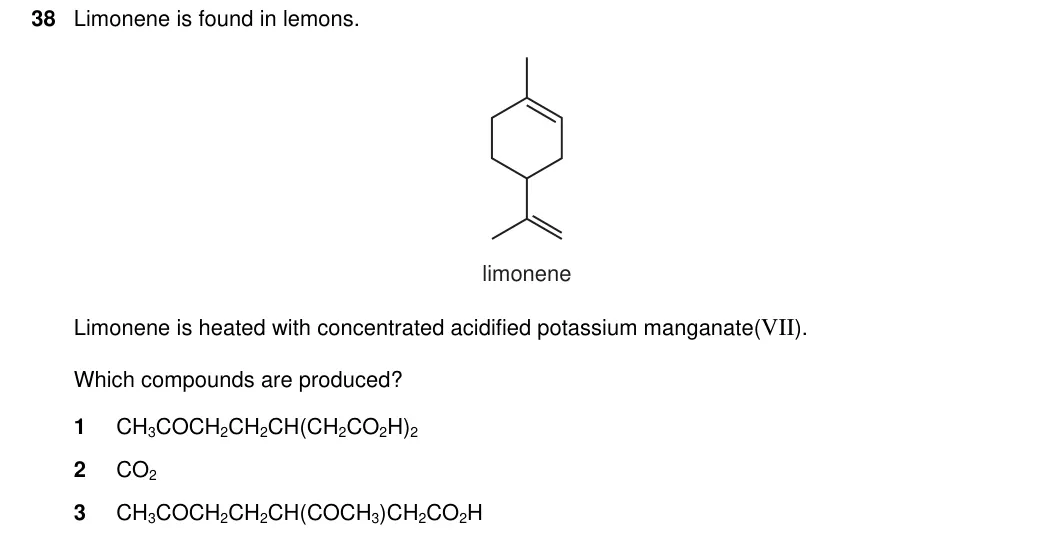 38 Limonene is found in lemons.
limonene
Limonene is heated with concentrated acidified potassium manganate(VII).
Which compounds are produced?
1 CH₃COCH₂CH₂CH(CH₂CO₂H)₂
2 CO₂
3 CH₃COCH₂CH₂CH(COCH₃)CH₂CO₂H